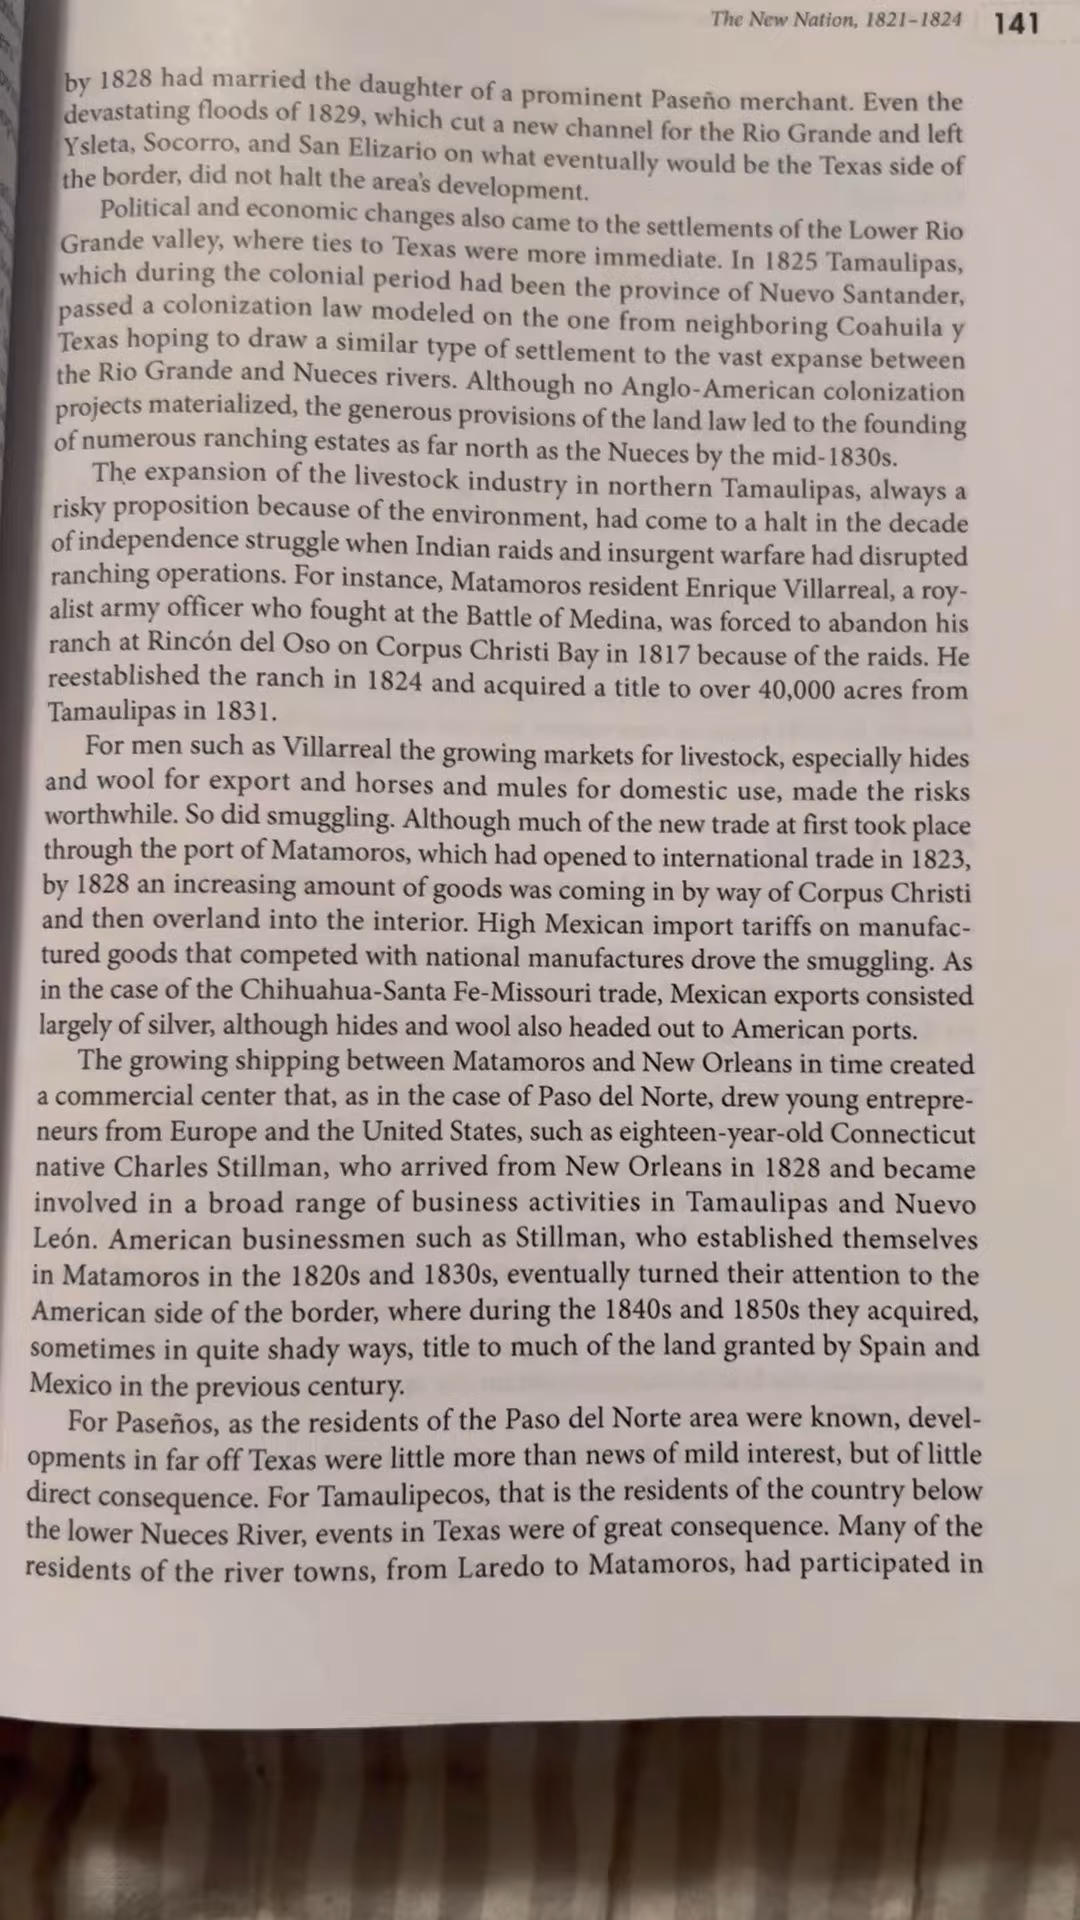 The New Nation, 1821–1824 141
by 1828 had married the daughter of a prominent Paseño merchant. Even the
devastating floods of 1829, which cut a new channel for the Rio Grande and left
Ysleta, Socorro, and San Elizario on what eventually would be the Texas side of
the border, did not halt the area's development.
Political and economic changes also came to the settlements of the Lower Rio
Grande valley, where ties to Texas were more immediate. In 1825 Tamaulipas,
which during the colonial period had been the province of Nuevo Santander,
passed a colonization law modeled on the one from neighboring Coahuila y
Texas hoping to draw a similar type of settlement to the vast expanse between
the Rio Grande and Nueces rivers. Although no Anglo-American colonization
projects materialized, the generous provisions of the land law led to the founding
of numerous ranching estates as far north as the Nueces by the mid-1830s.
The expansion of the livestock industry in northern Tamaulipas, always a
risky proposition because of the environment, had come to a halt in the decade
of independence struggle when Indian raids and insurgent warfare had disrupted
ranching operations. For instance, Matamoros resident Enrique Villarreal, a roy-
alist army officer who fought at the Battle of Medina, was forced to abandon his
ranch at Rincón del Oso on Corpus Christi Bay in 1817 because of the raids. He
reestablished the ranch in 1824 and acquired a title to over 40,000 acres from
Tamaulipas in 1831.
For men such as Villarreal the growing markets for livestock, especially hides
and wool for export and horses and mules for domestic use, made the risks
worthwhile. So did smuggling. Although much of the new trade at first took place
through the port of Matamoros, which had opened to international trade in 1823,
by 1828 an increasing amount of goods was coming in by way of Corpus Christi
and then overland into the interior. High Mexican import tariffs on manufac-
tured goods that competed with national manufactures drove the smuggling. As
in the case of the Chihuahua-Santa Fe-Missouri trade, Mexican exports consisted
largely of silver, although hides and wool also headed out to American ports.
The growing shipping between Matamoros and New Orleans in time created
a commercial center that, as in the case of Paso del Norte, drew young entrepre-
neurs from Europe and the United States, such as eighteen-year-old Connecticut
native Charles Stillman, who arrived from New Orleans in 1828 and became
involved in a broad range of business activities in Tamaulipas and Nuevo
León. American businessmen such as Stillman, who established themselves
in Matamoros in the 1820s and 1830s, eventually turned their attention to the
American side of the border, where during the 1840s and 1850s they acquired,
sometimes in quite shady ways, title to much of the land granted by Spain and
Mexico in the previous century.
For Paseños, as the residents of the Paso del Norte area were known, devel-
opments in far off Texas were little more than news of mild interest, but of little
direct consequence. For Tamaulipecos, that is the residents of the country below
the lower Nueces River, events in Texas were of great consequence. Many of the
residents of the river towns, from Laredo to Matamoros, had participated in